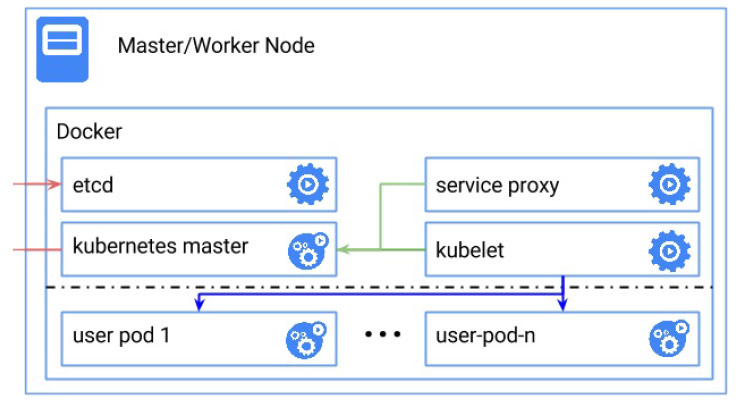 Master/Worker Node
Docker
etcd
service proxy
kubernetes master
kubelet
user pod 1
•••
user-pod-n